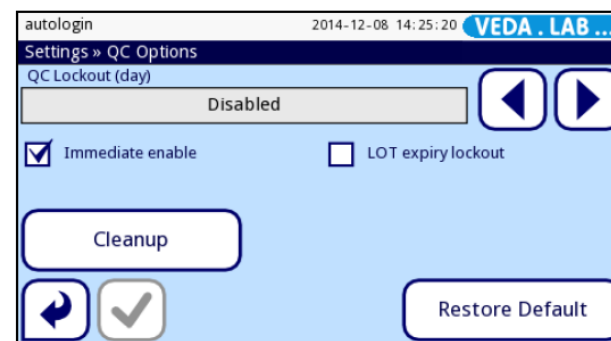 autologin 2014-12-08 14:25:20 VEDA . LAB ...
Settings » QC Options
QC Lockout (day)
Disabled
Immediate enable LOT expiry lockout
Cleanup
Restore Default